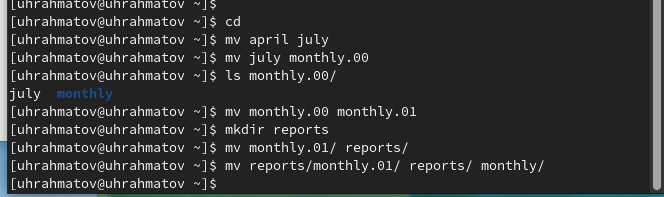 [uhrahmatov@uhrahmatov ~]$
[uhrahmatov@uhrahmatov ~]$ cd
[uhrahmatov@uhrahmatov ~]$ mv april july
[uhrahmatov@uhrahmatov ~]$ mv july monthly.00
[uhrahmatov@uhrahmatov ~]$ ls monthly.00/
july  monthly
[uhrahmatov@uhrahmatov ~]$ mv monthly.00 monthly.01
[uhrahmatov@uhrahmatov ~]$ mkdir reports
[uhrahmatov@uhrahmatov ~]$ mv monthly.01/ reports/
[uhrahmatov@uhrahmatov ~]$ mv reports/monthly.01/ reports/ monthly/
[uhrahmatov@uhrahmatov ~]$